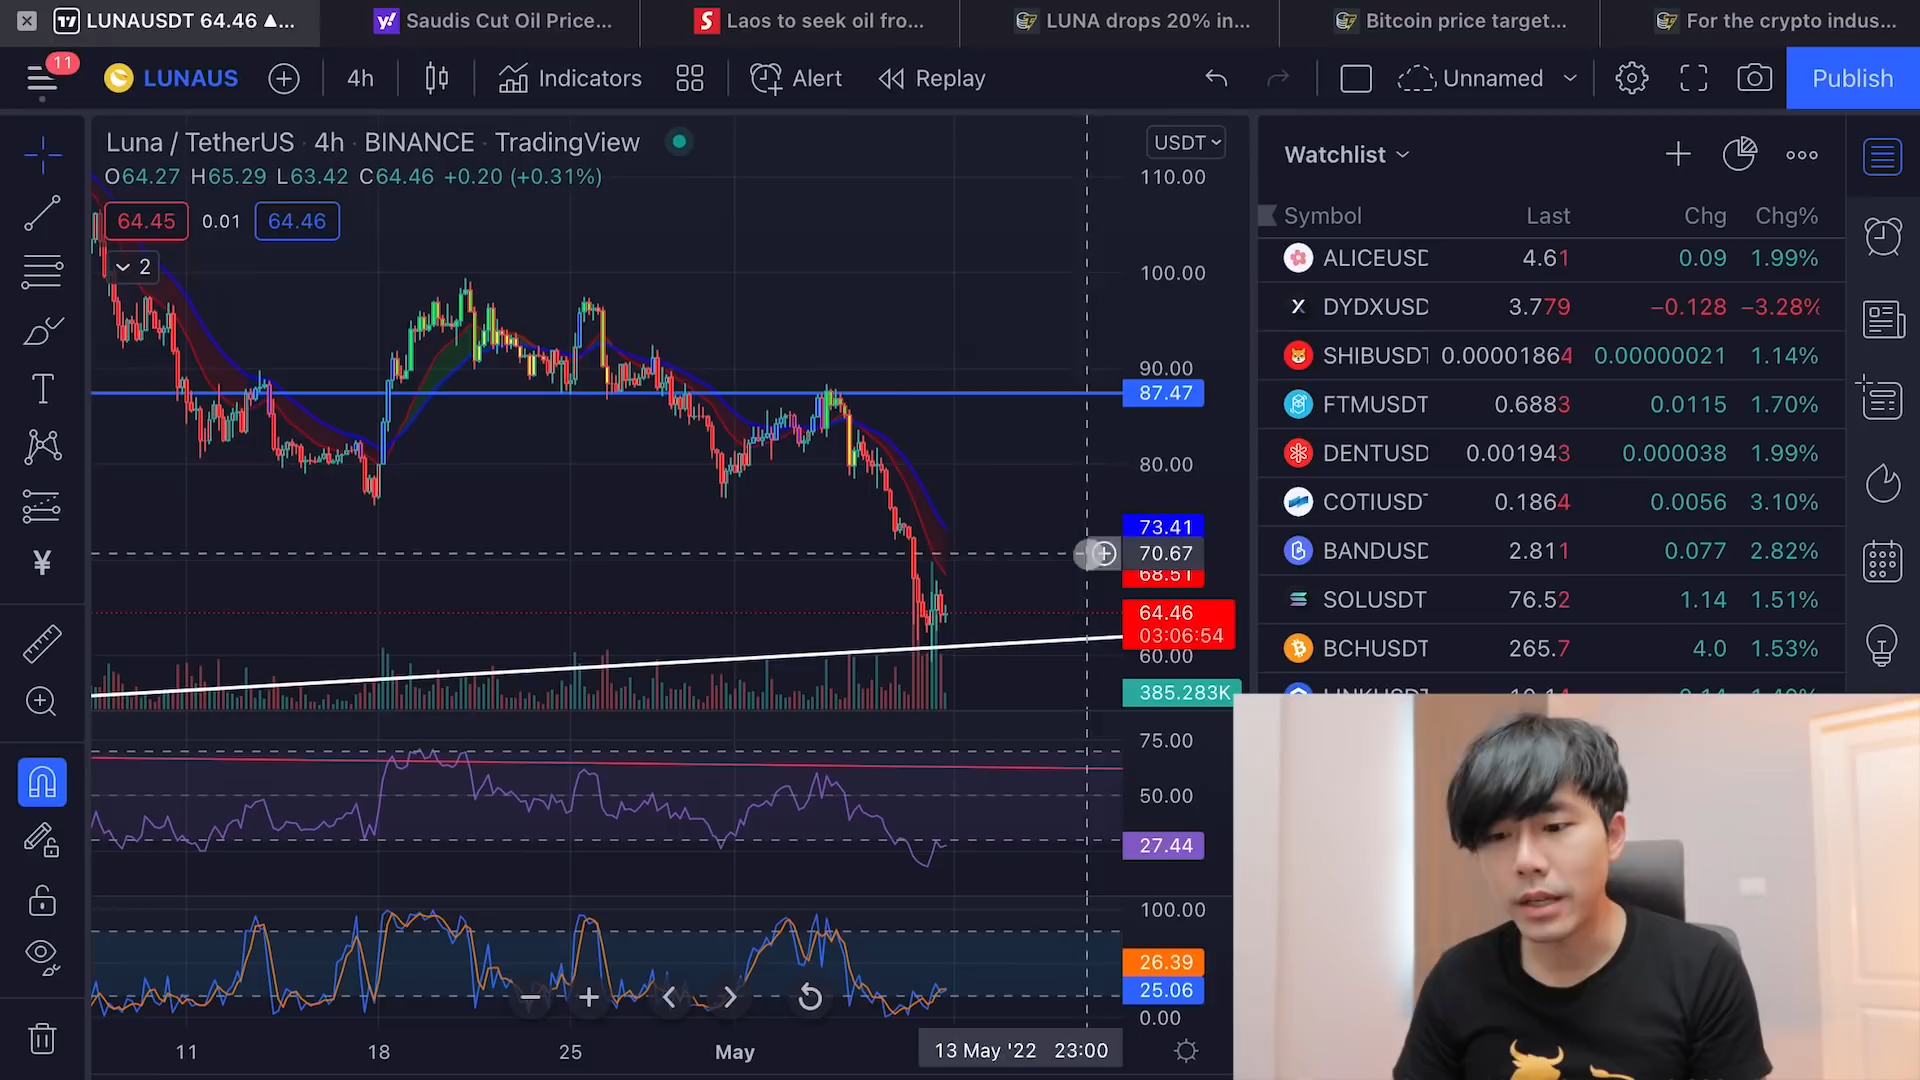 LUNAUSDT 64.46 ▲...
Saudis Cut Oil Price...
Laos to seek oil fro...
LUNA drops 20% in...
Bitcoin price target...
For the crypto indus...
11
LUNAUS
4h
Indicators
Alert
Replay
Unnamed
Publish
Luna / TetherUS · 4h · BINANCE · TradingView
O64.27 H65.29 L63.42 C64.46 +0.20 (+0.31%)
64.45 0.01 64.46
2
USDT
110.00
100.00
90.00
87.47
80.00
73.41
70.67
68.51
64.46
03:06:54
60.00
385.283K
75.00
50.00
27.44
100.00
26.39
25.06
0.00
11
18
25
May
13 May '22 23:00
Watchlist
Symbol Last Chg Chg%
ALICEUSD 4.61 0.09 1.99%
DYDXUSD 3.779 −0.128 −3.28%
SHIBUSDT 0.00001864 0.00000021 1.14%
FTMUSDT 0.6883 0.0115 1.70%
DENTUSD 0.001943 0.000038 1.99%
COTIUSDT 0.1864 0.0056 3.10%
BANDUSD 2.811 0.077 2.82%
SOLUSDT 76.52 1.14 1.51%
BCHUSDT 265.7 4.0 1.53%